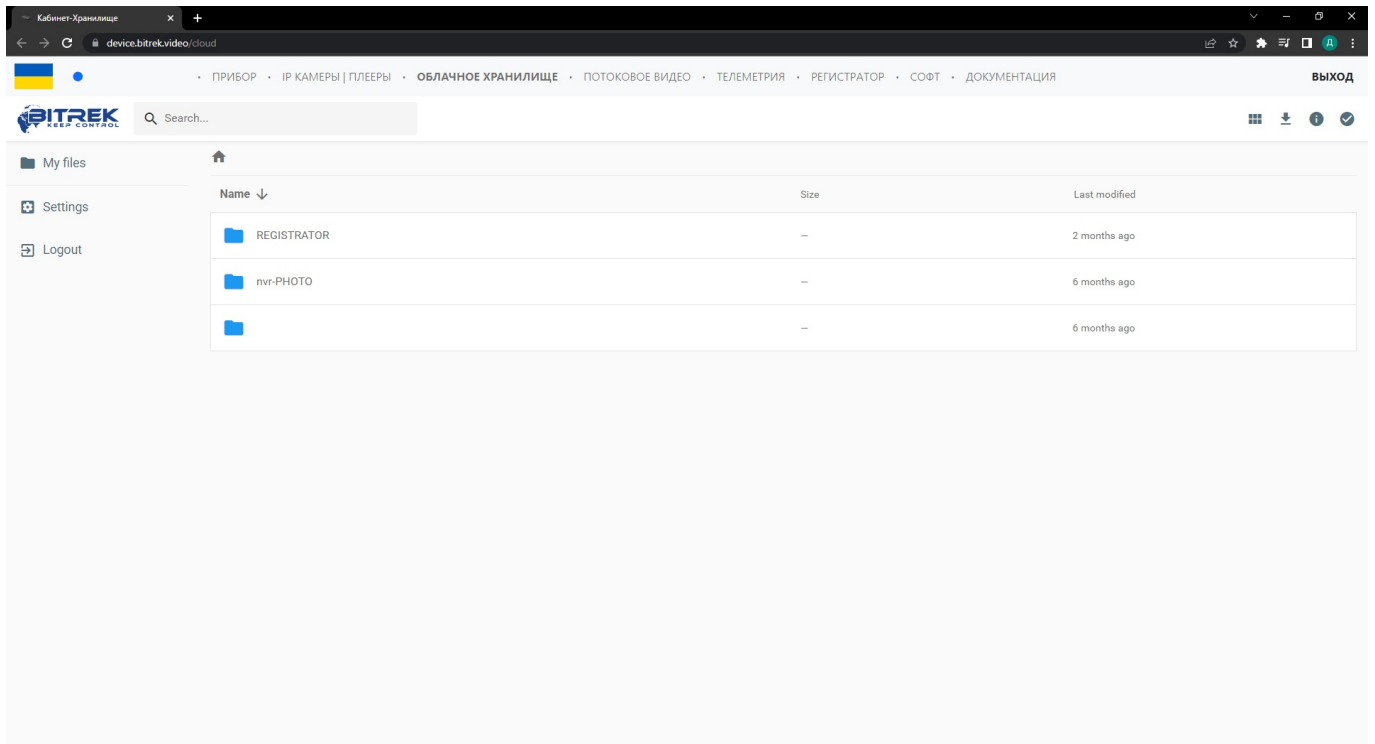 Кабинет-Хранилище
device.bitrek.video/cloud
Д
• ПРИБОР • IP КАМЕРЫ | ПЛЕЕРЫ • ОБЛАЧНОЕ ХРАНИЛИЩЕ • ПОТОКОВОЕ ВИДЕО • ТЕЛЕМЕТРИЯ • РЕГИСТРАТОР • СОФТ • ДОКУМЕНТАЦИЯ ВЫХОД
BITREK
KEEP CONTROL
Search...
My files
Settings
Logout
Name Size Last modified
REGISTRATOR — 2 months ago
nvr-PHOTO — 6 months ago
— 6 months ago